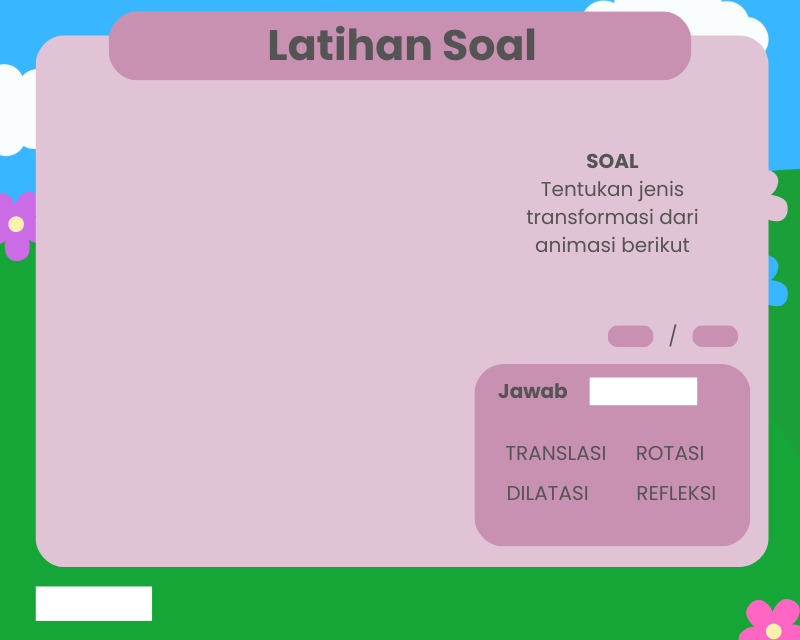 Latihan Soal
SOAL
Tentukan jenis
transformasi dari
animasi berikut
/
Jawab
TRANSLASI ROTASI
DILATASI REFLEKSI